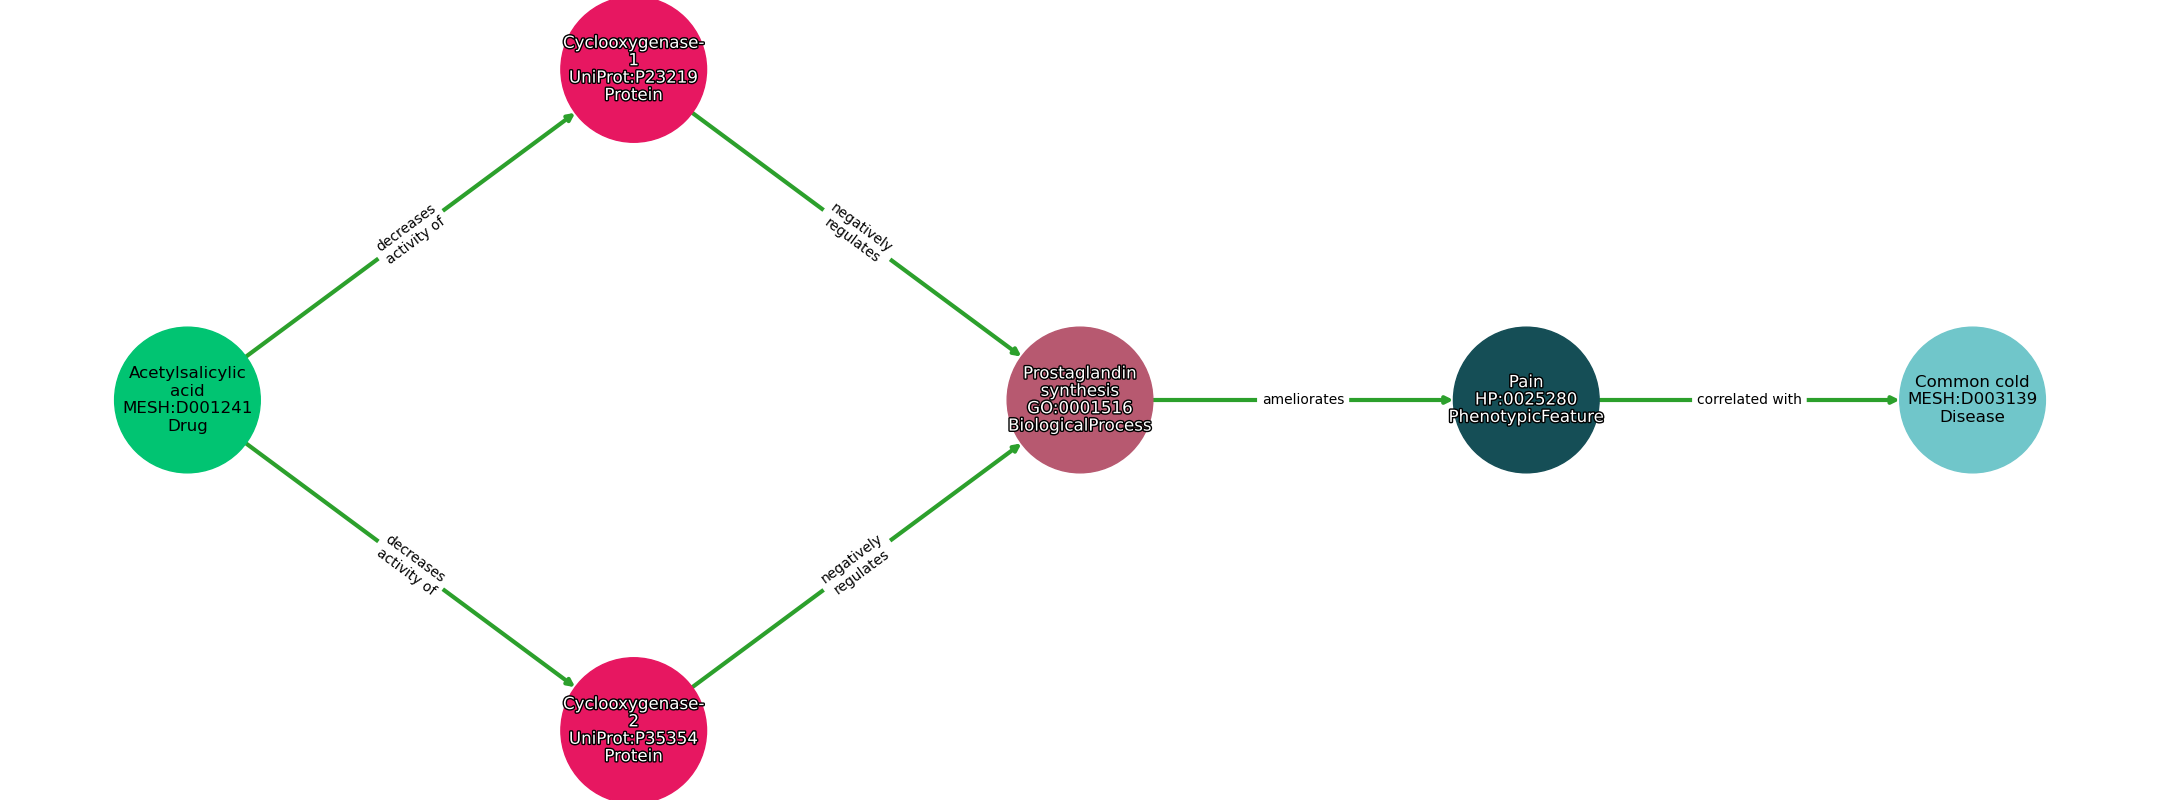 Cyclooxygenase-
1
UniProt:P23219
Protein
decreases
activity of
negatively
regulates
Acetylsalicylic
acid
MESH:D001241
Drug
Prostaglandin
synthesis
GO:0001516
BiologicalProcess
ameliorates
Pain
HP:0025280
PhenotypicFeature
correlated with
Common cold
MESH:D003139
Disease
decreases
activity of
negatively
regulates
Cyclooxygenase-
2
UniProt:P35354
Protein